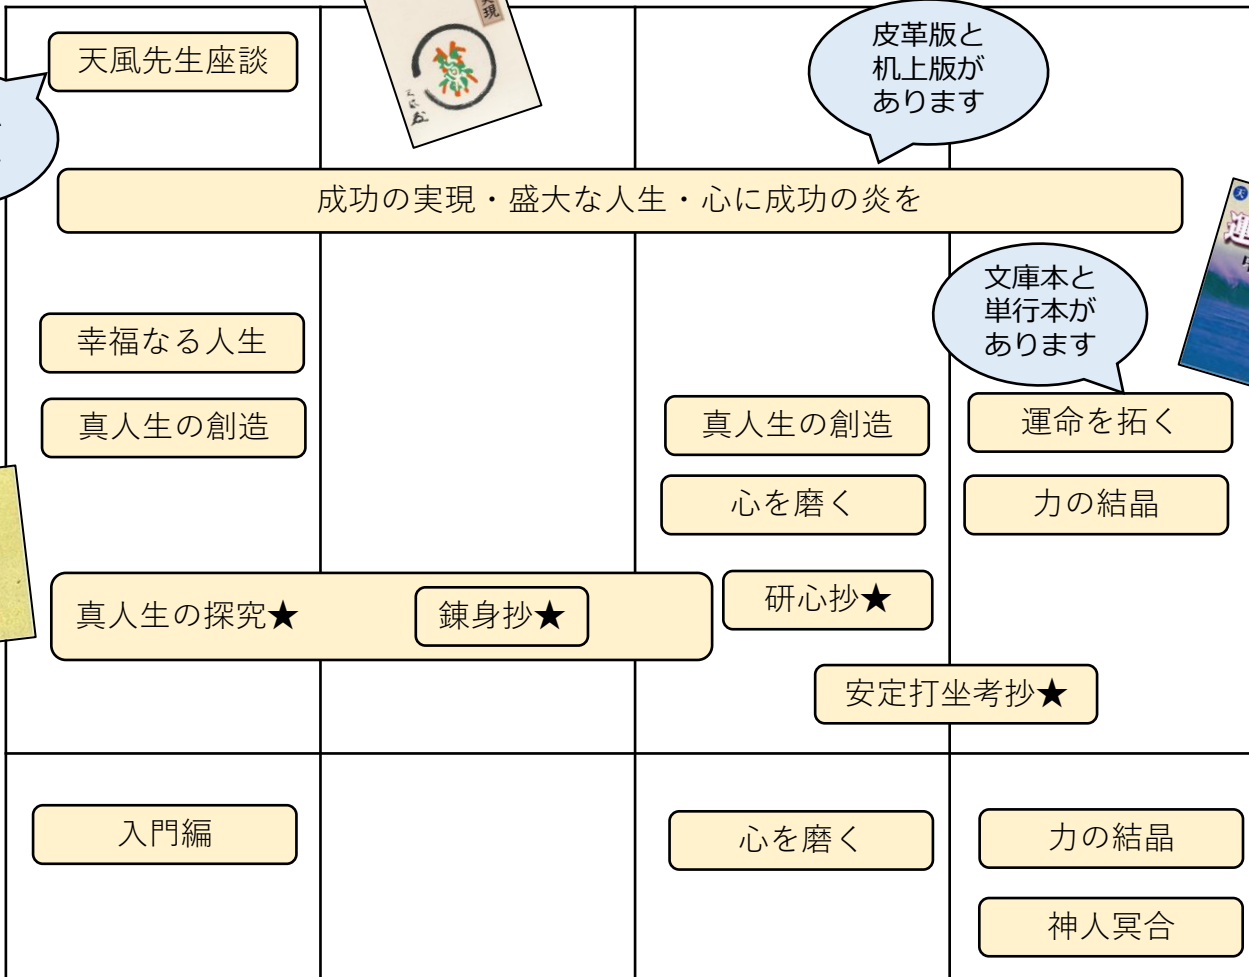 天風先生座談
皮革版と
机上版が
あります
成功の実現・盛大な人生・心に成功の炎を
文庫本と
単行本が
あります
幸福なる人生
真人生の創造
真人生の創造
運命を拓く
心を磨く
力の結晶
真人生の探究★
錬身抄★
研心抄★
安定打坐考抄★
入門編
心を磨く
力の結晶
神人冥合